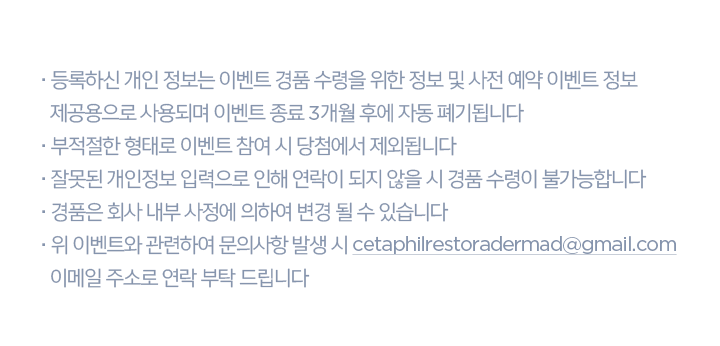 · 등록하신 개인 정보는 이벤트 경품 수령을 위한 정보 및 사전 예약 이벤트 정보
제공용으로 사용되며 이벤트 종료 3개월 후에 자동 폐기됩니다
· 부적절한 형태로 이벤트 참여 시 당첨에서 제외됩니다
· 잘못된 개인정보 입력으로 인해 연락이 되지 않을 시 경품 수령이 불가능합니다
· 경품은 회사 내부 사정에 의하여 변경 될 수 있습니다
· 위 이벤트와 관련하여 문의사항 발생 시 cetaphilrestoradermad@gmail.com
이메일 주소로 연락 부탁 드립니다